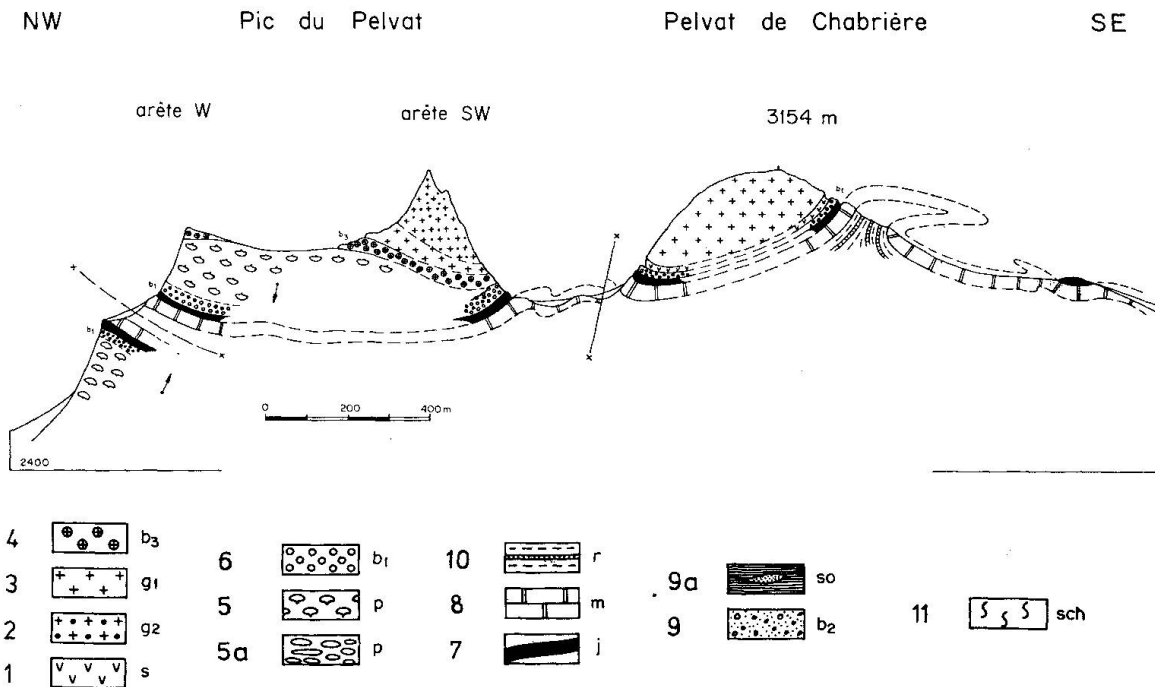 NW Pic du Pelvat Pelvat de Chabrière SE
arête W arête SW 3154 m
b1
b3
b1
b1
0 200 400m
2400
4 b3
3 g1
2 g2
1 s
6 b1
5 p
5a p
10 r
8 m
7 j
9a so
9 b2
11 sch